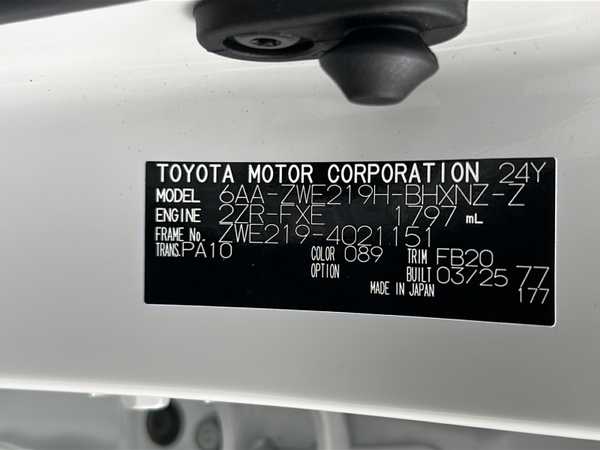 TOYOTA MOTOR CORPORATION 24Y
MODEL 6AA-ZWE219H-BHXNZ-Z
ENGINE 2ZR-FXE 1797 mL
FRAME No. ZWE219-4021151
TRANS. PA10 COLOR 089 TRIM FB20
OPTION BUILT 03/25 77
MADE IN JAPAN 177